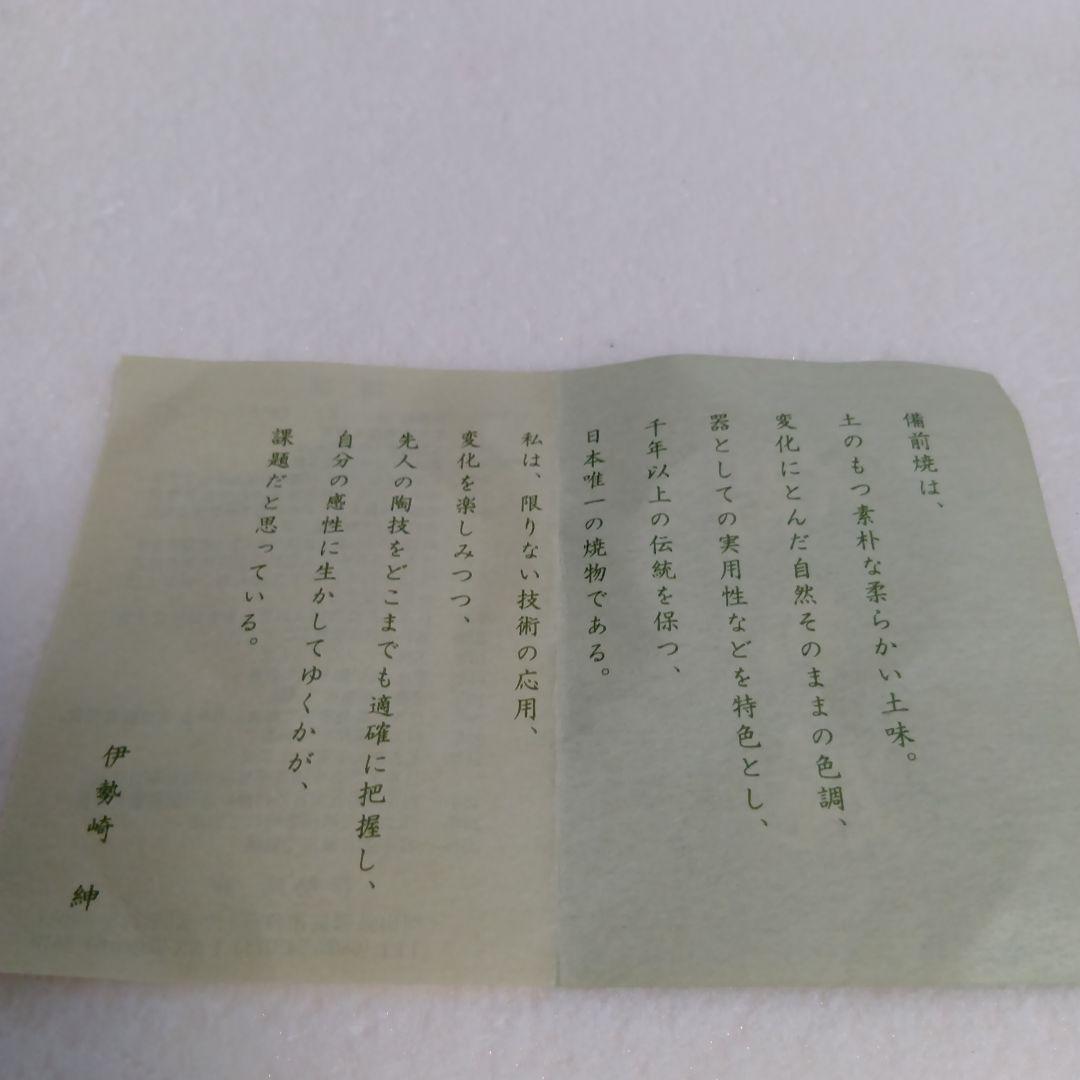 備前焼は、
土のもつ素朴な柔らかい土味。
変化にとんだ自然そのままの色調、
器としての実用性などを特色とし、
千年以上の伝統を保つ、
日本唯一の焼物である。
私は、限りない技術の応用、
変化を楽しみつつ、
先人の陶技をどこまでも適確に把握し、
自分の感性に生かしてゆくかが、
課題だと思っている。
伊勢崎 紳